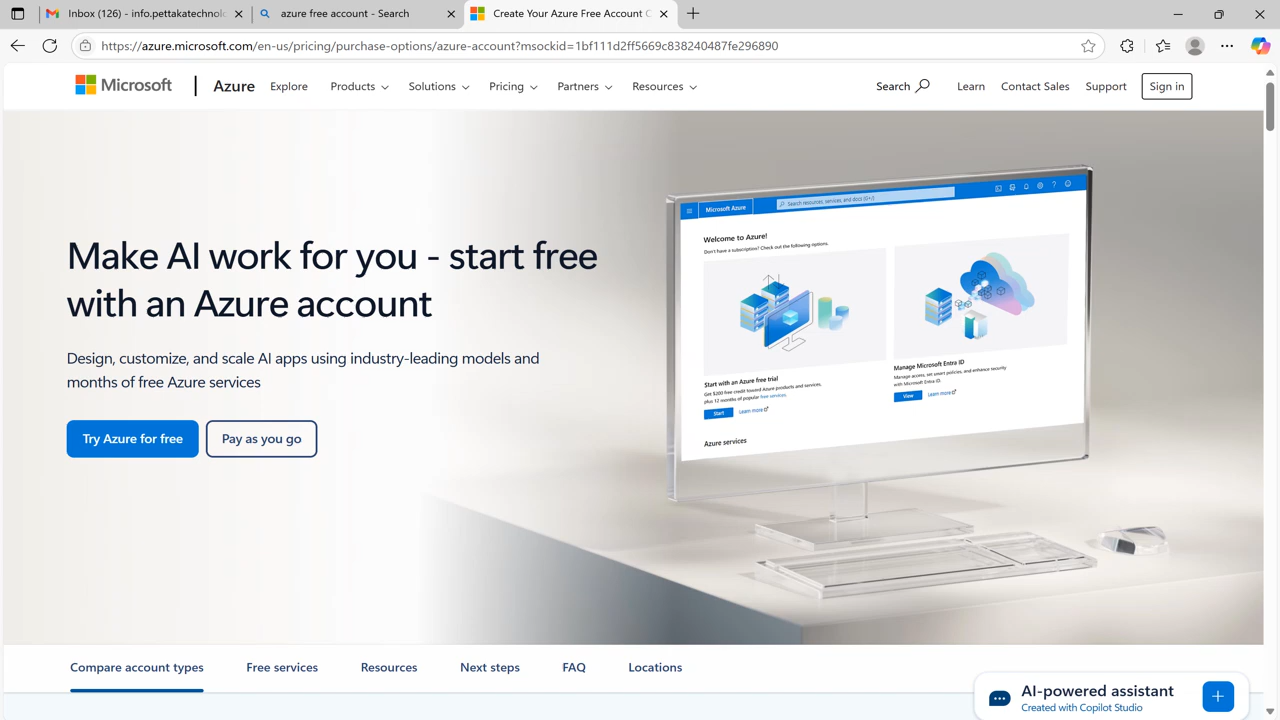 Inbox (126) - info.pettakatechnolo
azure free account - Search
Create Your Azure Free Account O
https://azure.microsoft.com/en-us/pricing/purchase-options/azure-account?msockid=1bf111d2ff5669c838240487fe296890
Microsoft Azure Explore Products Solutions Pricing Partners Resources Search Learn Contact Sales Support Sign in
Make AI work for you - start free
with an Azure account
Design, customize, and scale AI apps using industry-leading models and
months of free Azure services
Try Azure for free Pay as you go
Microsoft Azure Search resources, services, and docs (G+/)
Welcome to Azure!
Don't have a subscription? Check out the following options.
Start with an Azure free trial
Get $200 free credit toward Azure products and services,
plus 12 months of popular free services.
Start Learn more
Manage Microsoft Entra ID
Manage access, set smart policies, and enhance security
with Microsoft Entra ID.
View Learn more
Azure services
Compare account types Free services Resources Next steps FAQ Locations
AI-powered assistant
Created with Copilot Studio